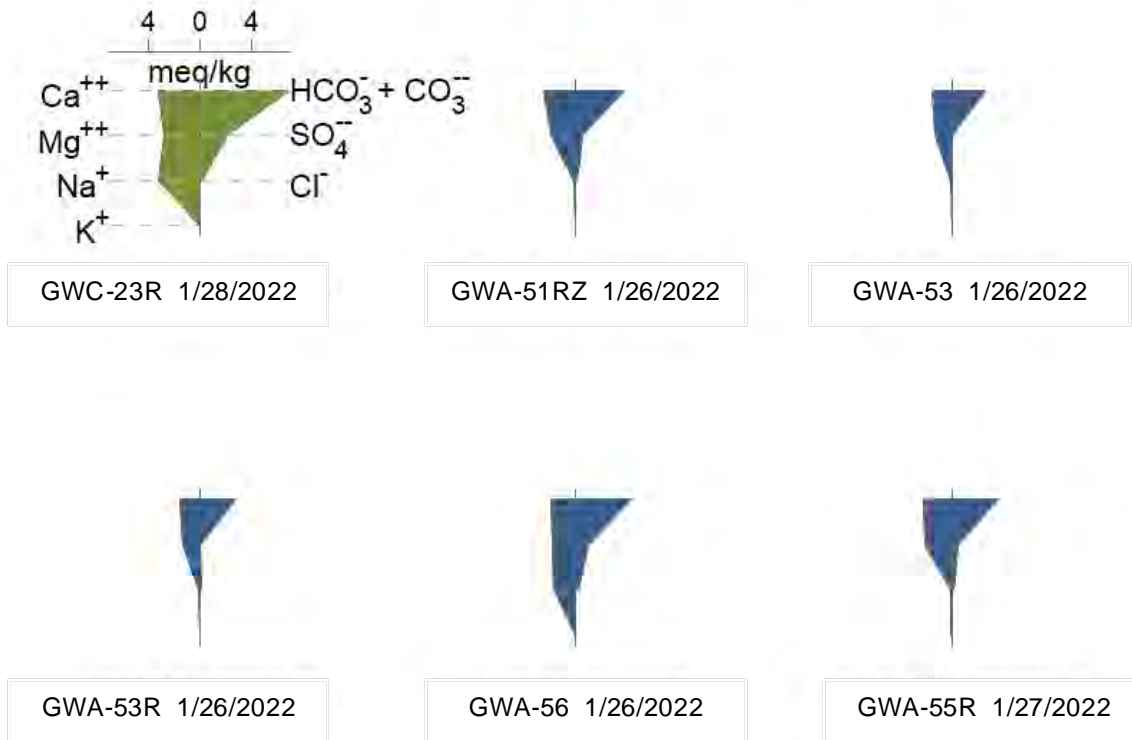 4 0 4
meq/kg
Ca++ HCO3- + CO3--
Mg++ SO4--
Na+ Cl-
K+
GWC-23R 1/28/2022 GWA-51RZ 1/26/2022 GWA-53 1/26/2022
GWA-53R 1/26/2022 GWA-56 1/26/2022 GWA-55R 1/27/2022